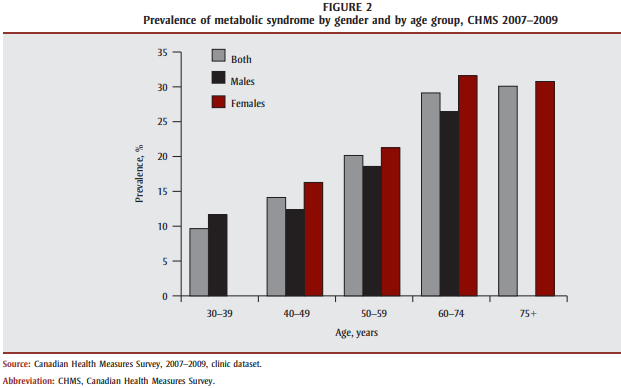 FIGURE 2
Prevalence of metabolic syndrome by gender and by age group, CHMS 2007–2009
35
30
25
20
15
10
5
0
Prevalence, %
Both
Males
Females
30–39 40–49 50–59 60–74 75+
Age, years
Source: Canadian Health Measures Survey, 2007–2009, clinic dataset.
Abbreviation: CHMS, Canadian Health Measures Survey.